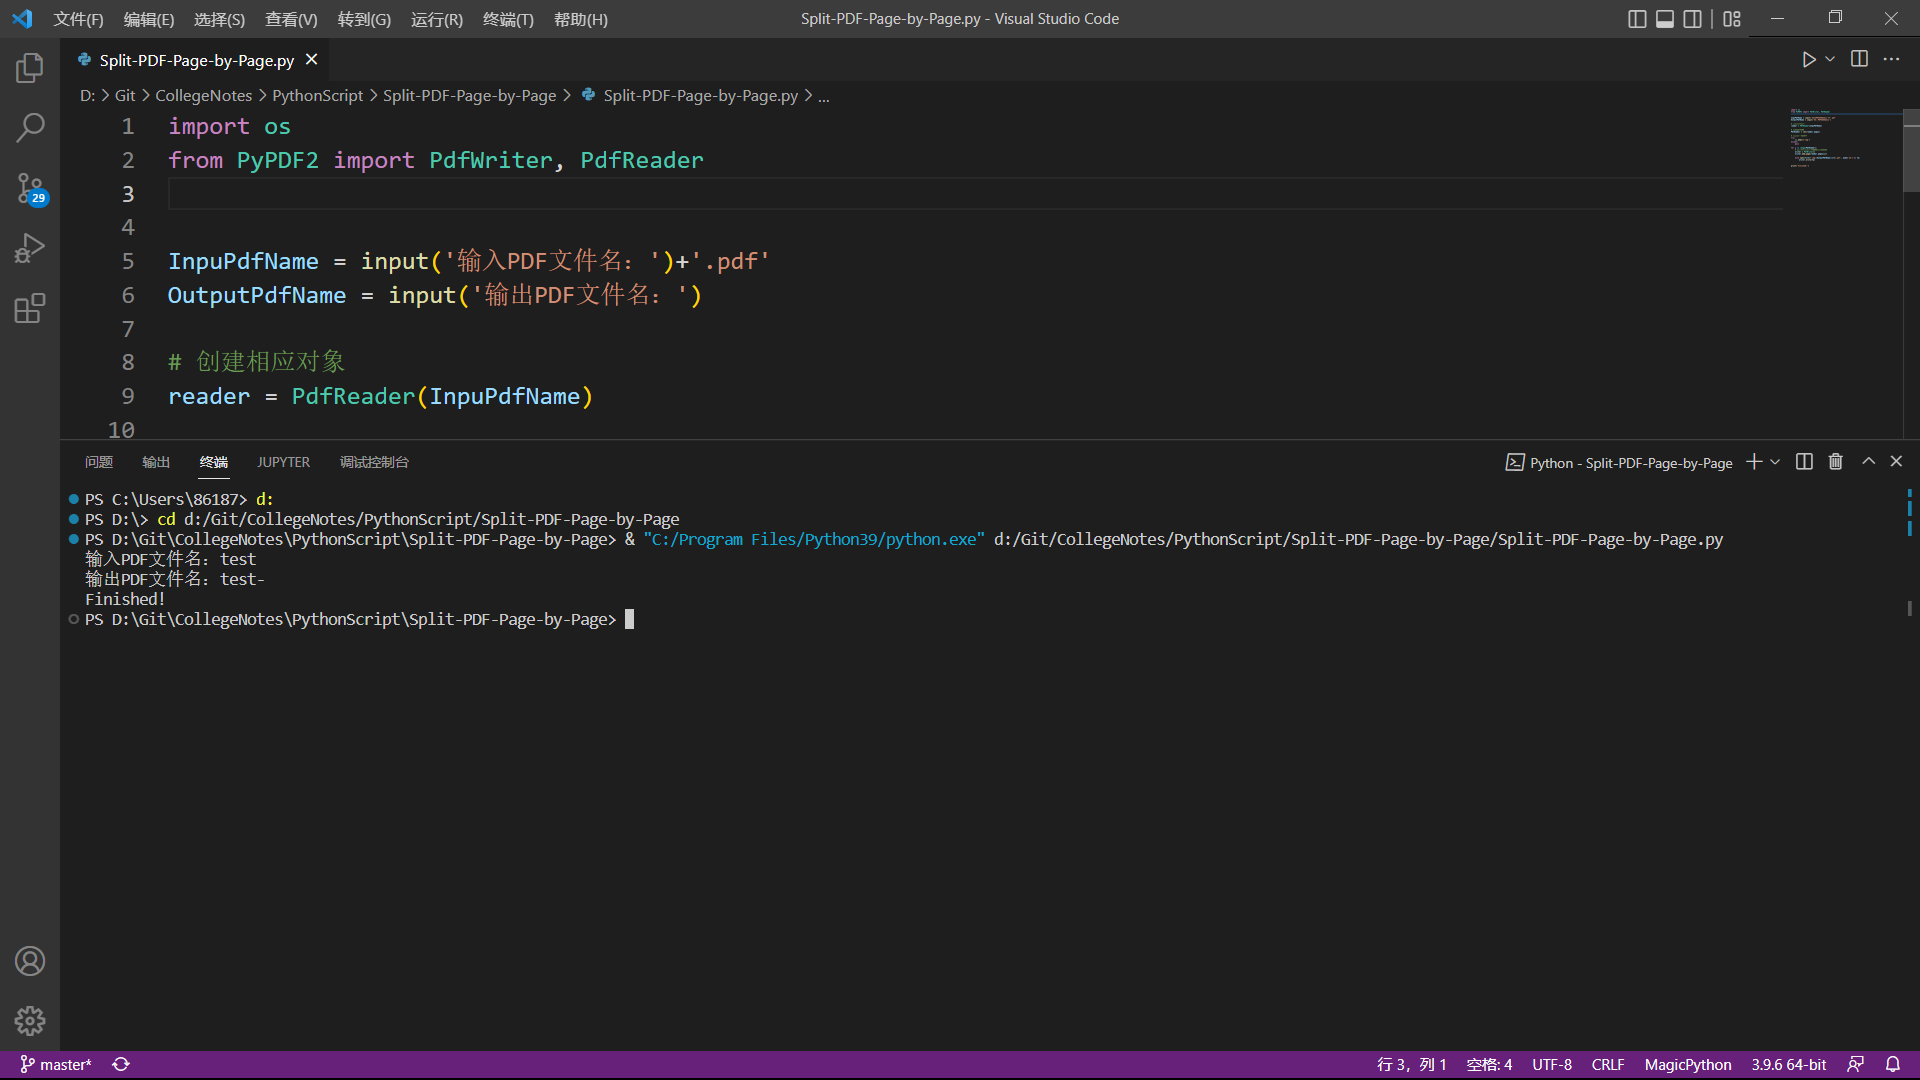 文件(F) 编辑(E) 选择(S) 查看(V) 转到(G) 运行(R) 终端(T) 帮助(H) Split-PDF-Page-by-Page.py - Visual Studio Code
Split-PDF-Page-by-Page.py
D: > Git > CollegeNotes > PythonScript > Split-PDF-Page-by-Page > Split-PDF-Page-by-Page.py > ...
1 import os
2 from PyPDF2 import PdfWriter, PdfReader
3
4
5 InpuPdfName = input('输入PDF文件名：')+'.pdf'
6 OutputPdfName = input('输出PDF文件名：')
7
8 # 创建相应对象
9 reader = PdfReader(InpuPdfName)
10
29
问题 输出 终端 JUPYTER 调试控制台 Python - Split-PDF-Page-by-Page
PS C:\Users\86187> d:
PS D:\> cd d:/Git/CollegeNotes/PythonScript/Split-PDF-Page-by-Page
PS D:\Git\CollegeNotes\PythonScript\Split-PDF-Page-by-Page> & "C:/Program Files/Python39/python.exe" d:/Git/CollegeNotes/PythonScript/Split-PDF-Page-by-Page/Split-PDF-Page-by-Page.py
输入PDF文件名：test
输出PDF文件名：test-
Finished!
PS D:\Git\CollegeNotes\PythonScript\Split-PDF-Page-by-Page>
master* 行 3，列 1 空格: 4 UTF-8 CRLF MagicPython 3.9.6 64-bit